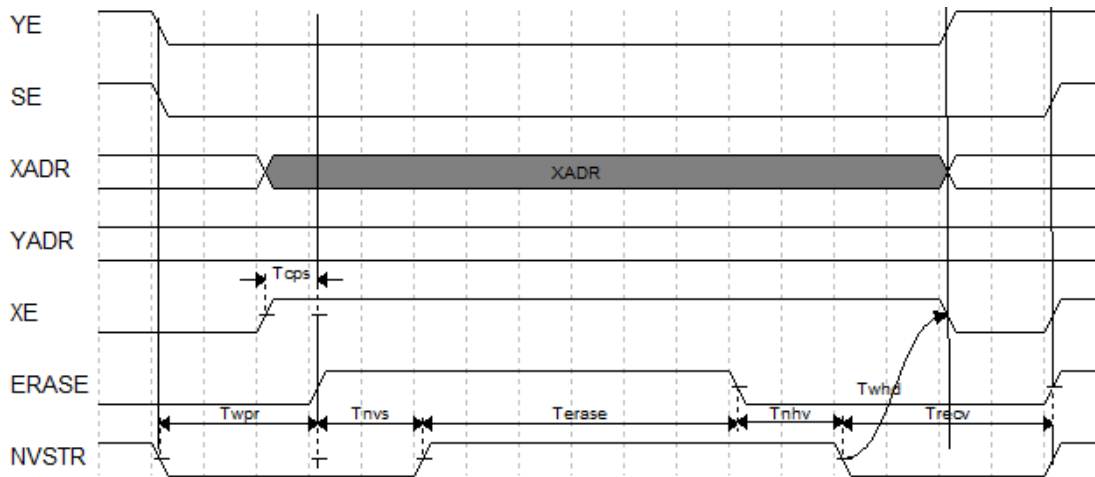 YE
SE
XADR
XADR
YADR
Tcps
XE
ERASE
Twhd
Twpr
Tnvs
Terase
Tnhv
Trecv
NVSTR